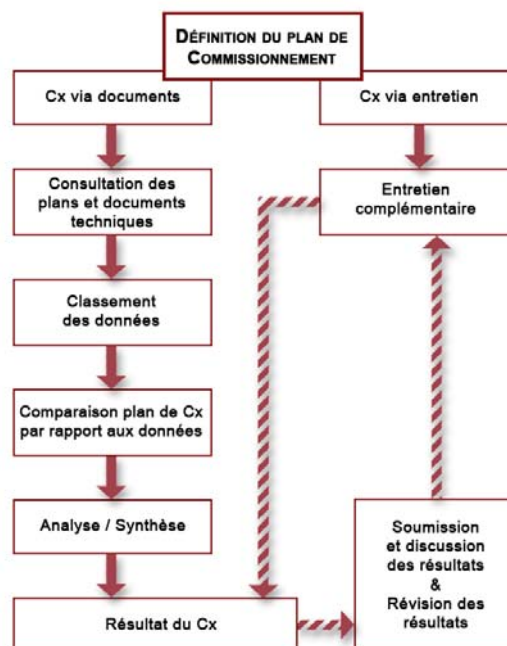 DÉFINITION DU PLAN DE
COMMISSIONNEMENT
Cx via documents
Cx via entretien
Consultation des
plans et documents
techniques
Entretien
complémentaire
Classement
des données
Comparaison plan de Cx
par rapport aux données
Analyse / Synthèse
Soumission
et discussion
des résultats
&
Révision des
résultats
Résultat du Cx